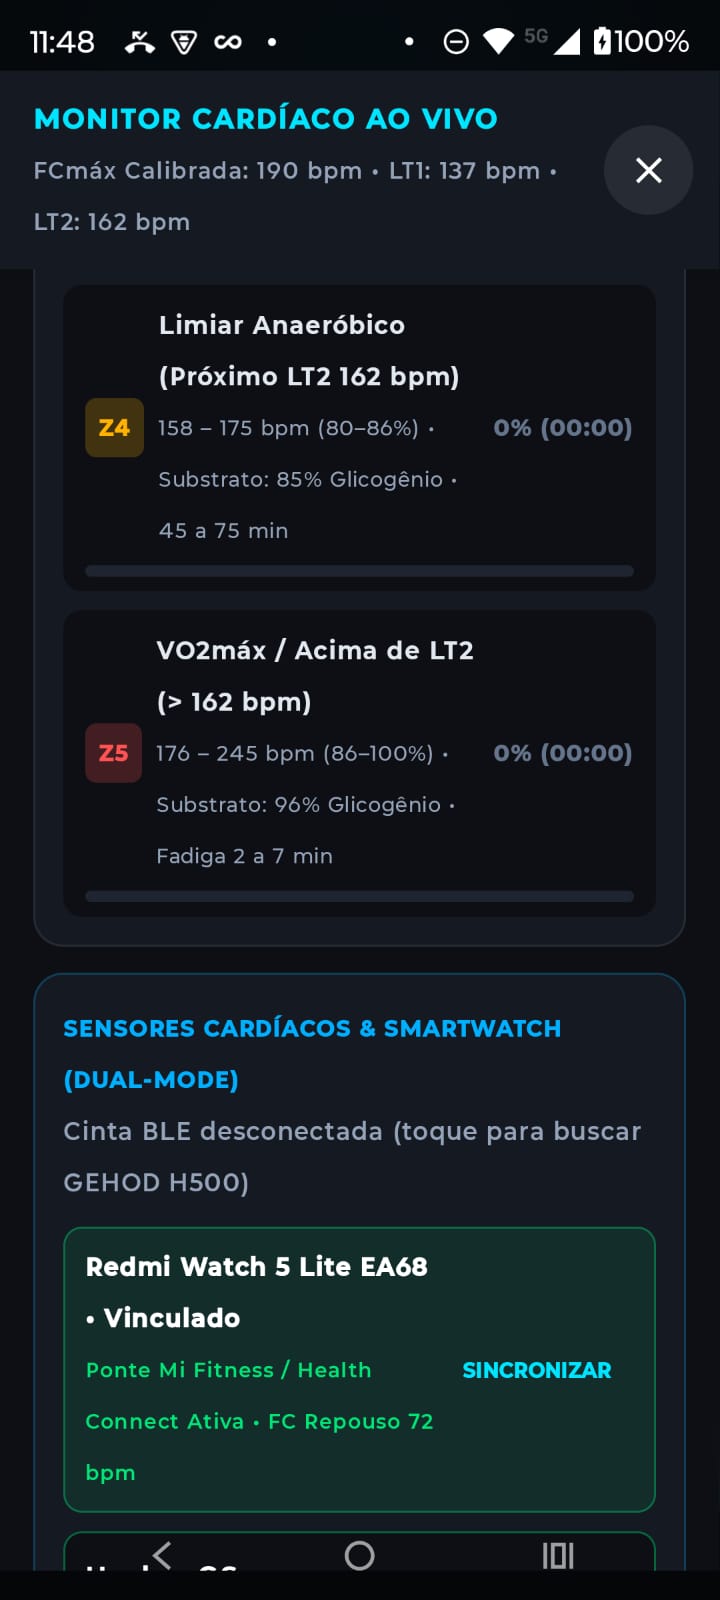 11:48
5G
100%
MONITOR CARDÍACO AO VIVO
FCmáx Calibrada: 190 bpm • LT1: 137 bpm •
LT2: 162 bpm
Limiar Anaeróbico
(Próximo LT2 162 bpm)
Z4
158 – 175 bpm (80–86%) •
0% (00:00)
Substrato: 85% Glicogênio •
45 a 75 min
VO2máx / Acima de LT2
(> 162 bpm)
Z5
176 – 245 bpm (86–100%) •
0% (00:00)
Substrato: 96% Glicogênio •
Fadiga 2 a 7 min
SENSORES CARDÍACOS & SMARTWATCH
(DUAL-MODE)
Cinta BLE desconectada (toque para buscar
GEHOD H500)
Redmi Watch 5 Lite EA68
• Vinculado
Ponte Mi Fitness / Health
SINCRONIZAR
Connect Ativa • FC Repouso 72
bpm